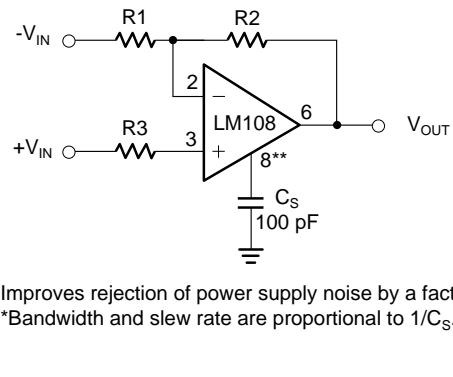 R1
R2
-VIN
2
6
LM108
VOUT
R3
+VIN
3
8**
CS
100 pF
Improves rejection of power supply noise by a
*Bandwidth and slew rate are proportional to 1/CS.